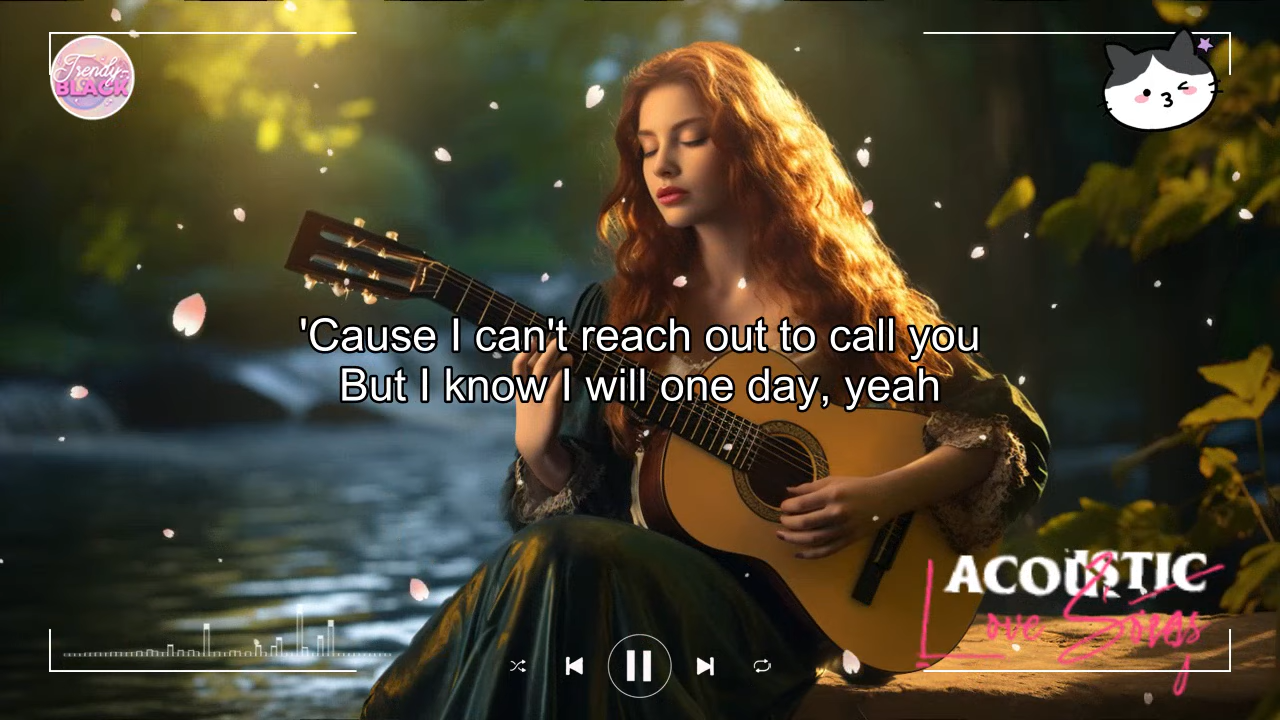 Trendy
BLACK
'Cause I can't reach out to call you
But I know I will one day, yeah
ACOUSTIC
Love Songs